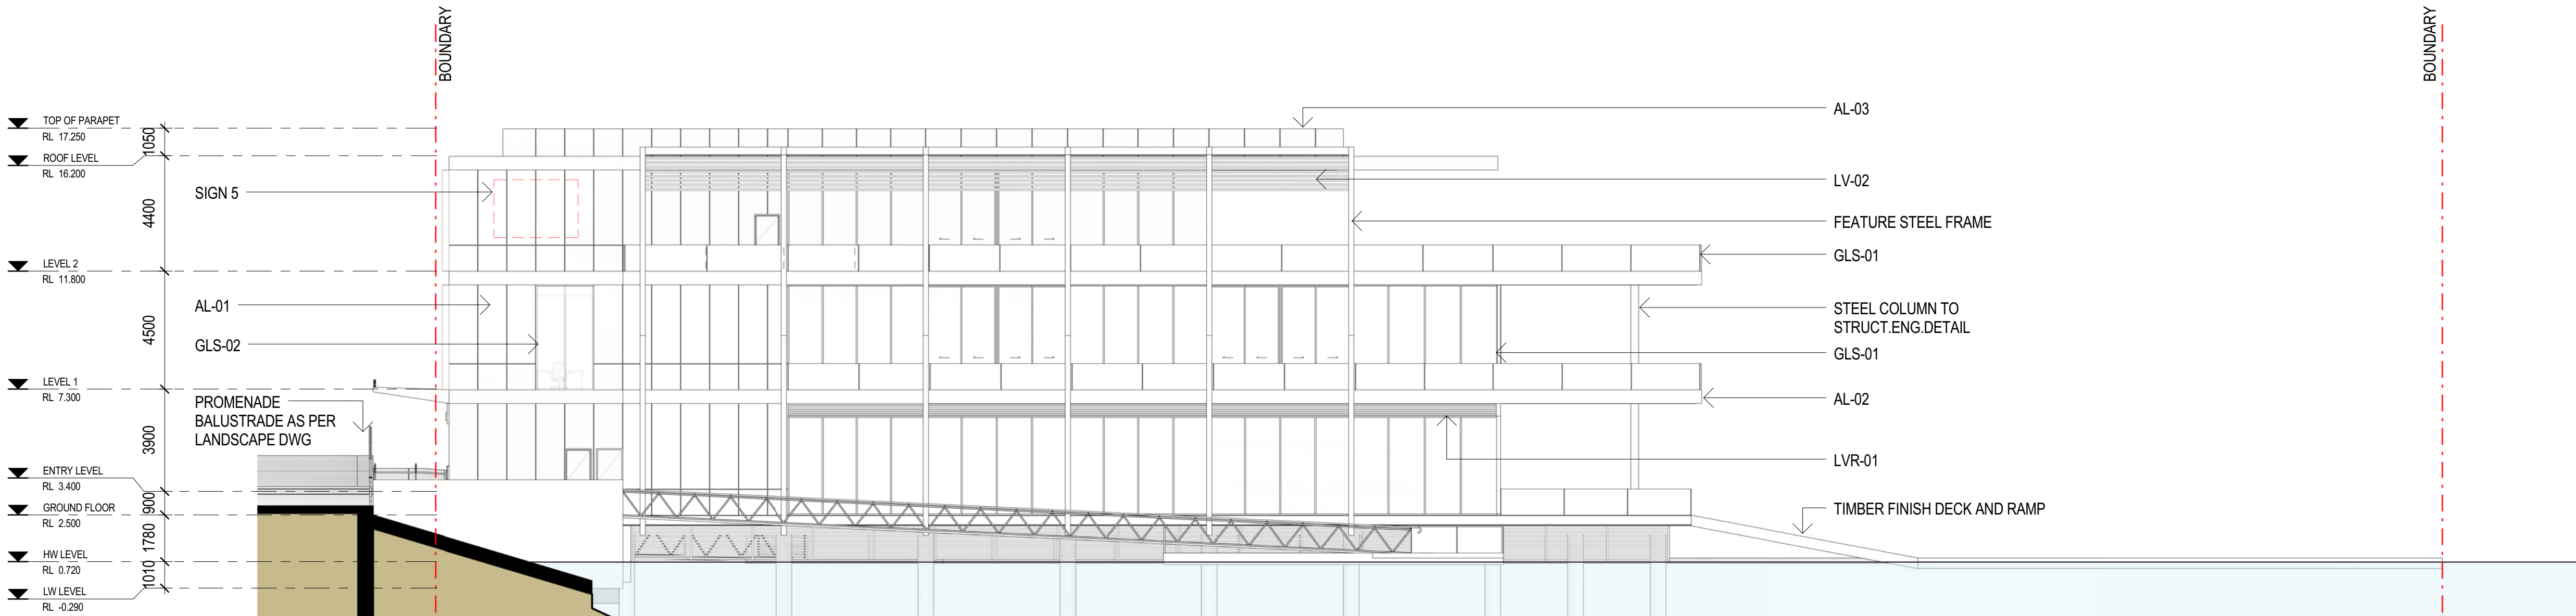 BOUNDARY
BOUNDARY
TOP OF PARAPET
RL 17.250
1050
ROOF LEVEL
RL 16.200
4400
SIGN 5
LEVEL 2
RL 11.800
AL-01
4500
GLS-02
LEVEL 1
RL 7.300
PROMENADE
BALUSTRADE AS PER
LANDSCAPE DWG
3900
ENTRY LEVEL
RL 3.400
900
GROUND FLOOR
RL 2.500
1780
HW LEVEL
RL 0.720
1010
LW LEVEL
RL -0.290
AL-03
LV-02
FEATURE STEEL FRAME
GLS-01
STEEL COLUMN TO
STRUCT.ENG.DETAIL
GLS-01
AL-02
LVR-01
TIMBER FINISH DECK AND RAMP